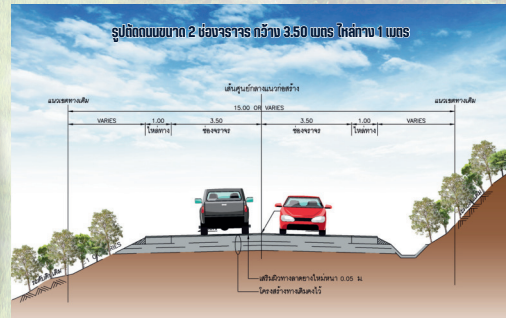 รูปตัดถนนขนาด 2 ช่องจราจร กว้าง 3.50 เมตร ไหล่ทาง 1 เมตร
เส้นศูนย์กลางแนวก่อสร้าง
แนวเขตทางเดิม
แนวเขตทางเดิม
15.00 OR VARIES
VARIES 1.00 3.50 3.50 1.00 VARIES
ไหล่ทาง ช่องจราจร ช่องจราจร ไหล่ทาง
เสริมผิวทางลาดยางใหม่หนา 0.05 ม.
โครงสร้างทางเดิมคงไว้